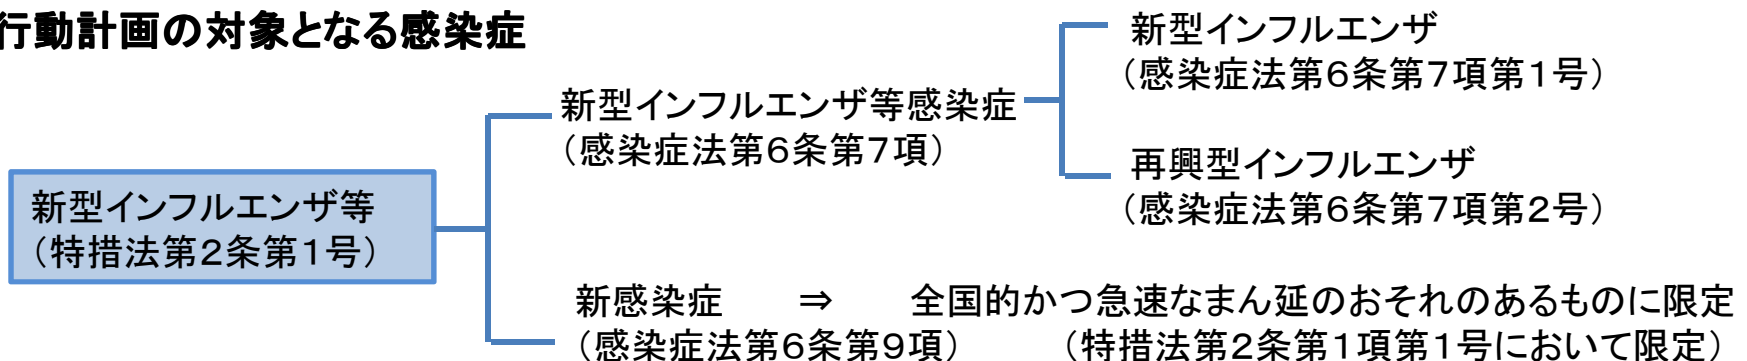 行動計画の対象となる感染症
新型インフルエンザ等
（特措法第２条第１号）
新型インフルエンザ等感染症
（感染症法第６条第７項）
新型インフルエンザ
（感染症法第６条第７項第１号）
再興型インフルエンザ
（感染症法第６条第７項第２号）
新感染症　　⇒　　全国的かつ急速なまん延のおそれのあるものに限定
（感染症法第６条第９項）　　（特措法第２条第１項第１号において限定）